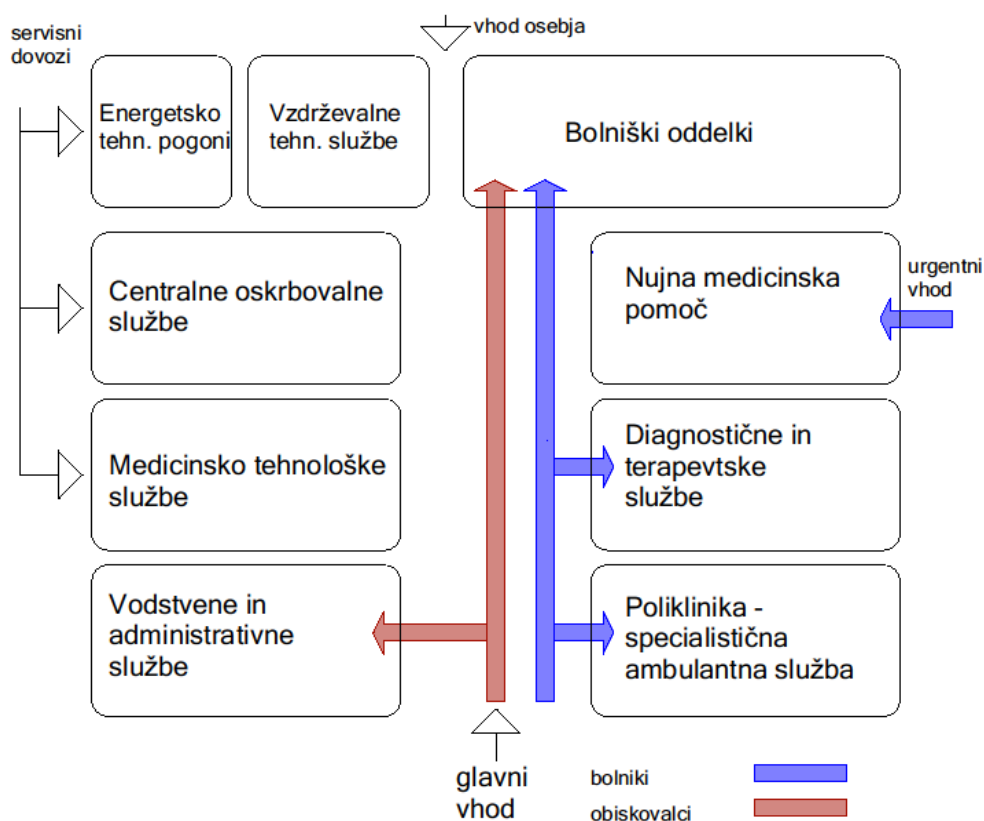 servisni
dovozi
vhod osebja
Energetsko
tehn. pogoni
Vzdrževalne
tehn. službe
Bolniški oddelki
Centralne oskrbovalne
službe
Nujna medicinska
pomoč
urgentni
vhod
Medicinsko tehnološke
službe
Diagnostične in
terapevtske
službe
Vodstvene in
administrativne
službe
Poliklinika -
specialistična
ambulantna služba
glavni
vhod
bolniki
obiskovalci